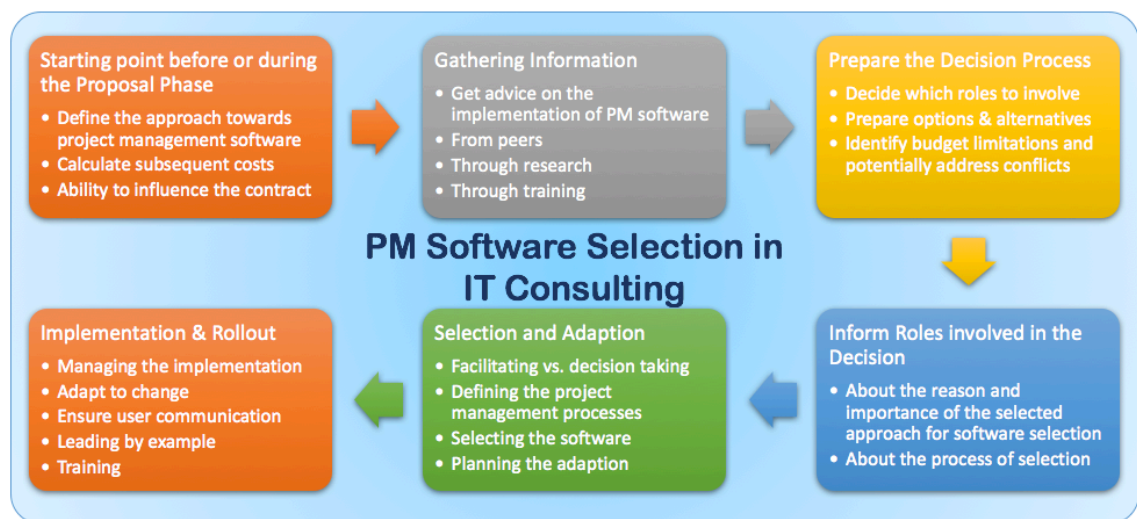 Starting point before or during
the Proposal Phase
• Define the approach towards
project management software
• Calculate subsequent costs
• Ability to influence the contract
Gathering Information
• Get advice on the
implementation of PM software
• From peers
• Through research
• Through training
Prepare the Decision Process
• Decide which roles to involve
• Prepare options & alternatives
• Identify budget limitations and
potentially address conflicts
PM Software Selection in
IT Consulting
Inform Roles involved in the
Decision
• About the reason and
importance of the selected
approach for software selection
• About the process of selection
Selection and Adaption
• Facilitating vs. decision taking
• Defining the project
management processes
• Selecting the software
• Planning the adaption
Implementation & Rollout
• Managing the implementation
• Adapt to change
• Ensure user communication
• Leading by example
• Training